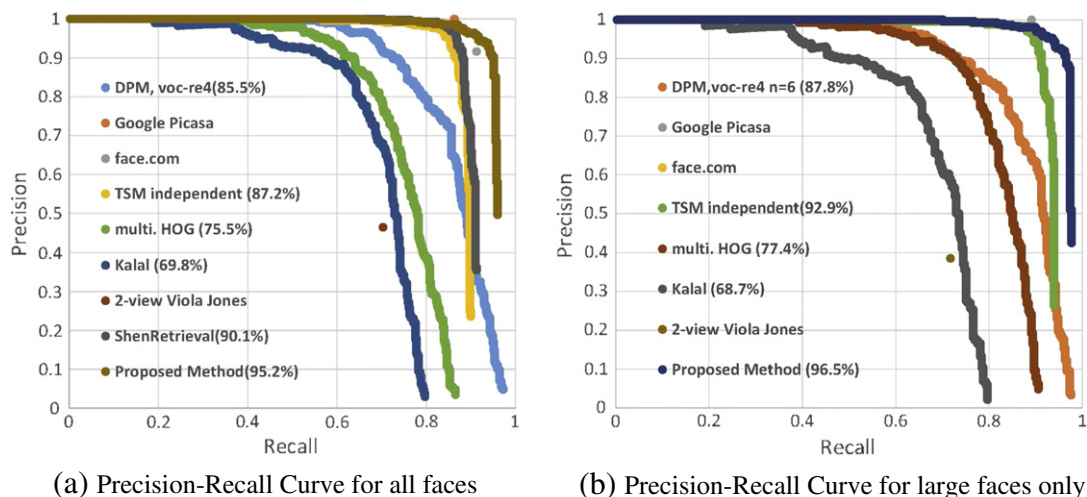 1
0.9
0.8
0.7
0.6
0.5
0.4
0.3
0.2
0.1
0
Precision
DPM, voc-re4(85.5%)
Google Picasa
face.com
TSM independent (87.2%)
multi. HOG (75.5%)
Kalal (69.8%)
2-view Viola Jones
ShenRetrieval(90.1%)
Proposed Method(95.2%)
0 0.2 0.4 0.6 0.8 1
Recall
(a) Precision-Recall Curve for all faces
1
0.9
0.8
0.7
0.6
0.5
0.4
0.3
0.2
0.1
0
Precision
DPM,voc-re4 n=6 (87.8%)
Google Picasa
face.com
TSM independent(92.9%)
multi. HOG (77.4%)
Kalal (68.7%)
2-view Viola Jones
Proposed Method (96.5%)
0 0.2 0.4 0.6 0.8 1
Recall
(b) Precision-Recall Curve for large faces only